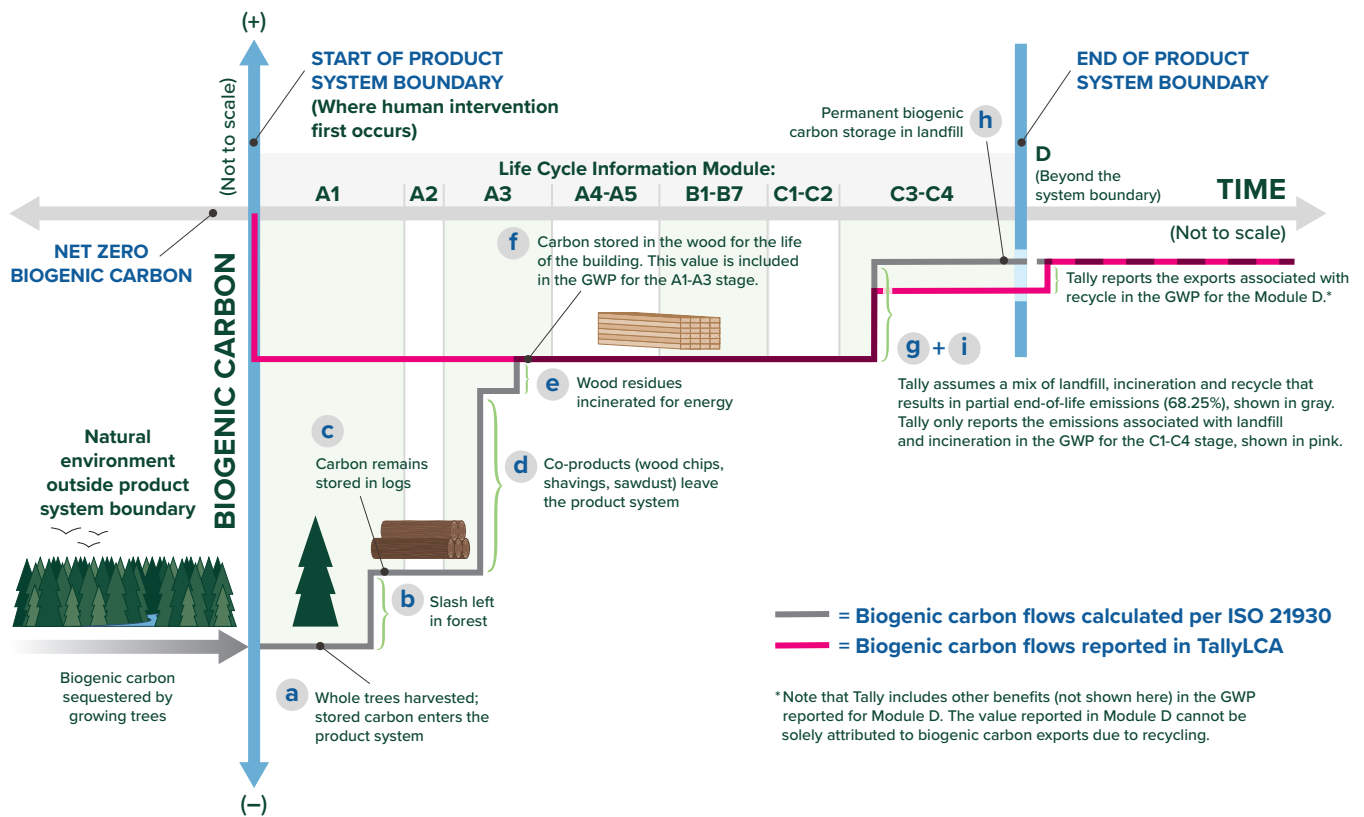 (+)
START OF PRODUCT
SYSTEM BOUNDARY
(Where human intervention
first occurs)
(Not to scale)
END OF PRODUCT
SYSTEM BOUNDARY
Permanent biogenic
carbon storage in landfill
h
D
(Beyond the
system boundary)
Life Cycle Information Module:
A1
A2
A3
A4-A5
B1-B7
C1-C2
C3-C4
TIME
(Not to scale)
NET ZERO
BIOGENIC CARBON
BIOGENIC CARBON
f
Carbon stored in the wood for the life
of the building. This value is included
in the GWP for the A1-A3 stage.
Tally reports the exports associated with
recycle in the GWP for the Module D.*
g + i
Tally assumes a mix of landfill, incineration and recycle that
results in partial end-of-life emissions (68.25%), shown in gray.
Tally only reports the emissions associated with landfill
and incineration in the GWP for the C1-C4 stage, shown in pink.
e
Wood residues
incinerated for energy
Natural
environment
outside product
system boundary
c
Carbon remains
stored in logs
d
Co-products (wood chips,
shavings, sawdust) leave
the product system
b
Slash left
in forest
Biogenic carbon
sequestered by
growing trees
a
Whole trees harvested;
stored carbon enters the
product system
= Biogenic carbon flows calculated per ISO 21930
= Biogenic carbon flows reported in TallyLCA
*Note that Tally includes other benefits (not shown here) in the GWP
reported for Module D. The value reported in Module D cannot be
solely attributed to biogenic carbon exports due to recycling.
(–)